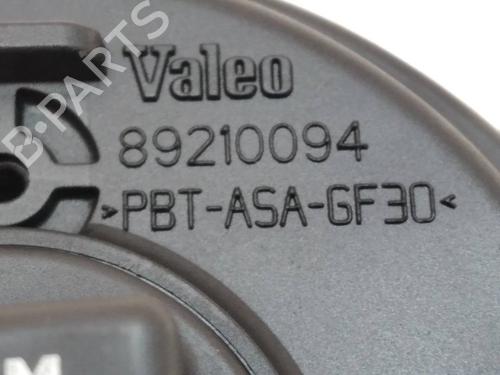 B-PARTS
Valeo
89210094
>PBT-ASA-GF30<
M